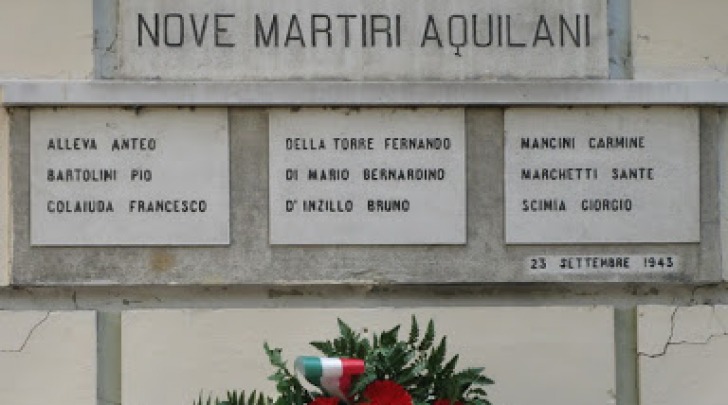 NOVE MARTIRI AQUILANI
ALLEVA ANTEO
BARTOLINI PIO
COLAIUDA FRANCESCO
DELLA TORRE FERNANDO
DI MARIO BERNARDINO
D'INZILLO BRUNO
MANCINI CARMINE
MARCHETTI SANTE
SCIMIA GIORGIO
23 SETTEMBRE 1943